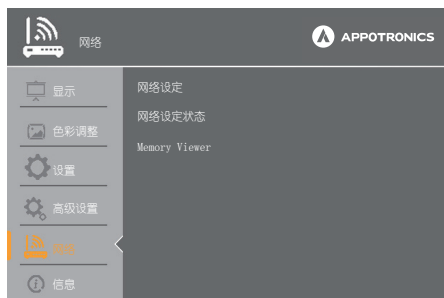 网络
APPOTRONICS
显示
色彩调整
设置
高级设置
网络
信息
网络设定
网络设定状态
Memory Viewer